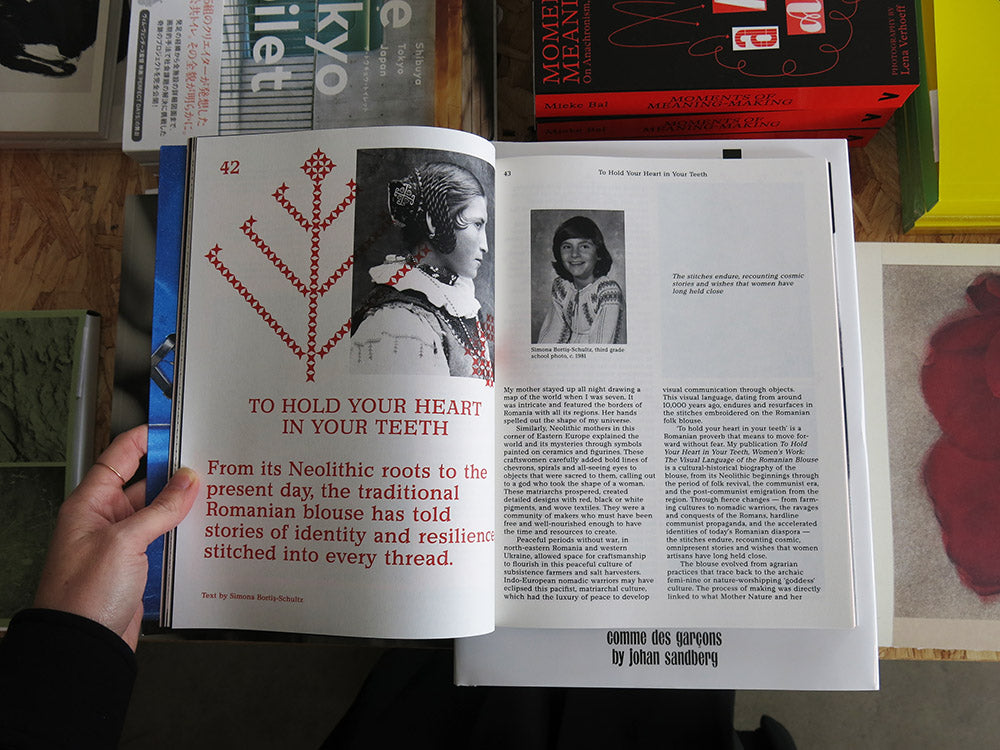 kyo
ilet
e
Tokyo
Japan
Shibuya
MOMEN
MEANI
On Anachronism,
a
PHOTOGRAPHY BY
Lena Verhoeff
Mieke Bal
MOMENTS OF
MEANING-MAKING
Mieke Bal
MOMENTS OF
MEANING-MAKING
42
TO HOLD YOUR HEART
IN YOUR TEETH
From its Neolithic roots to the
present day, the traditional
Romanian blouse has told
stories of identity and resilience
stitched into every thread.
Text by Simona Bortiș-Schultz
43
To Hold Your Heart in Your Teeth
The stitches endure, recounting cosmic
stories and wishes that women have
long held close
Simona Bortiș-Schultz, third grade
school photo, c. 1981
My mother stayed up all night drawing a
map of the world when I was seven. It
was intricate and featured the borders of
Romania with all its regions. Her hands
spelled out the shape of my universe.
Similarly, Neolithic mothers in this
corner of Eastern Europe explained the
world and its mysteries through symbols
painted on ceramics and figurines. These
craftswomen carefully added bold lines of
chevrons, spirals and all-seeing eyes to
objects that were sacred to them, calling out
to a god who took the shape of a woman.
These matriarchs prospered, created
detailed designs with red, black or white
pigments, and wove textiles. They were a
community of makers who must have been
free and well-nourished enough to have
the time and resources to create.
Peaceful periods without war, in
north-eastern Romania and western
Ukraine, allowed space for craftsmanship
to flourish in this peaceful culture of
subsistence farmers and salt harvesters.
Indo-European nomadic warriors may have
eclipsed this pacifist, matriarchal culture,
which had the luxury of peace to develop
visual communication through objects.
This visual language, dating from around
10,000 years ago, endures and resurfaces in
the stitches embroidered on the Romanian
folk blouse.
'To hold your heart in your teeth' is a
Romanian proverb that means to move for-
ward without fear. My publication To Hold
Your Heart in Your Teeth, Women's Work:
The Visual Language of the Romanian Blouse
is a cultural-historical biography of the
blouse, from its Neolithic beginnings through
the period of folk revival, the communist era,
and the post-communist emigration from the
region. Through fierce changes — from farm-
ing cultures to nomadic warriors, the ravages
and conquests of the Romans, hardline
communist propaganda, and the accelerated
identities of today's Romanian diaspora —
the stitches endure, recounting cosmic,
omnipresent stories and wishes that women
artisans have long held close.
The blouse evolved from agrarian
practices that trace back to the archaic
femi-nine or nature-worshipping 'goddess'
culture. The process of making was directly
linked to what Mother Nature and her
comme des garçons
by johan sandberg